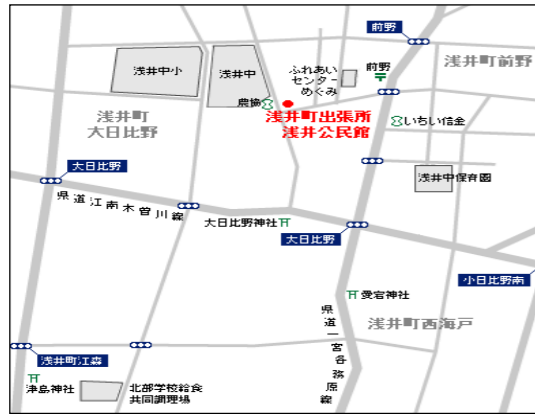 前野
浅井中小
浅井中
ふれあい
センター
めぐみ
前野
浅井町前野
農協
浅井町出張所
浅井公民館
いちい信金
浅井町
大日比野
大日比野
浅井中保育園
県道江南木曽川線
大日比野神社
大日比野
小日比野南
愛宕神社
浅井町西海戸
県道一宮各務原線
浅井町江森
津島神社
北部学校給食
共同調理場